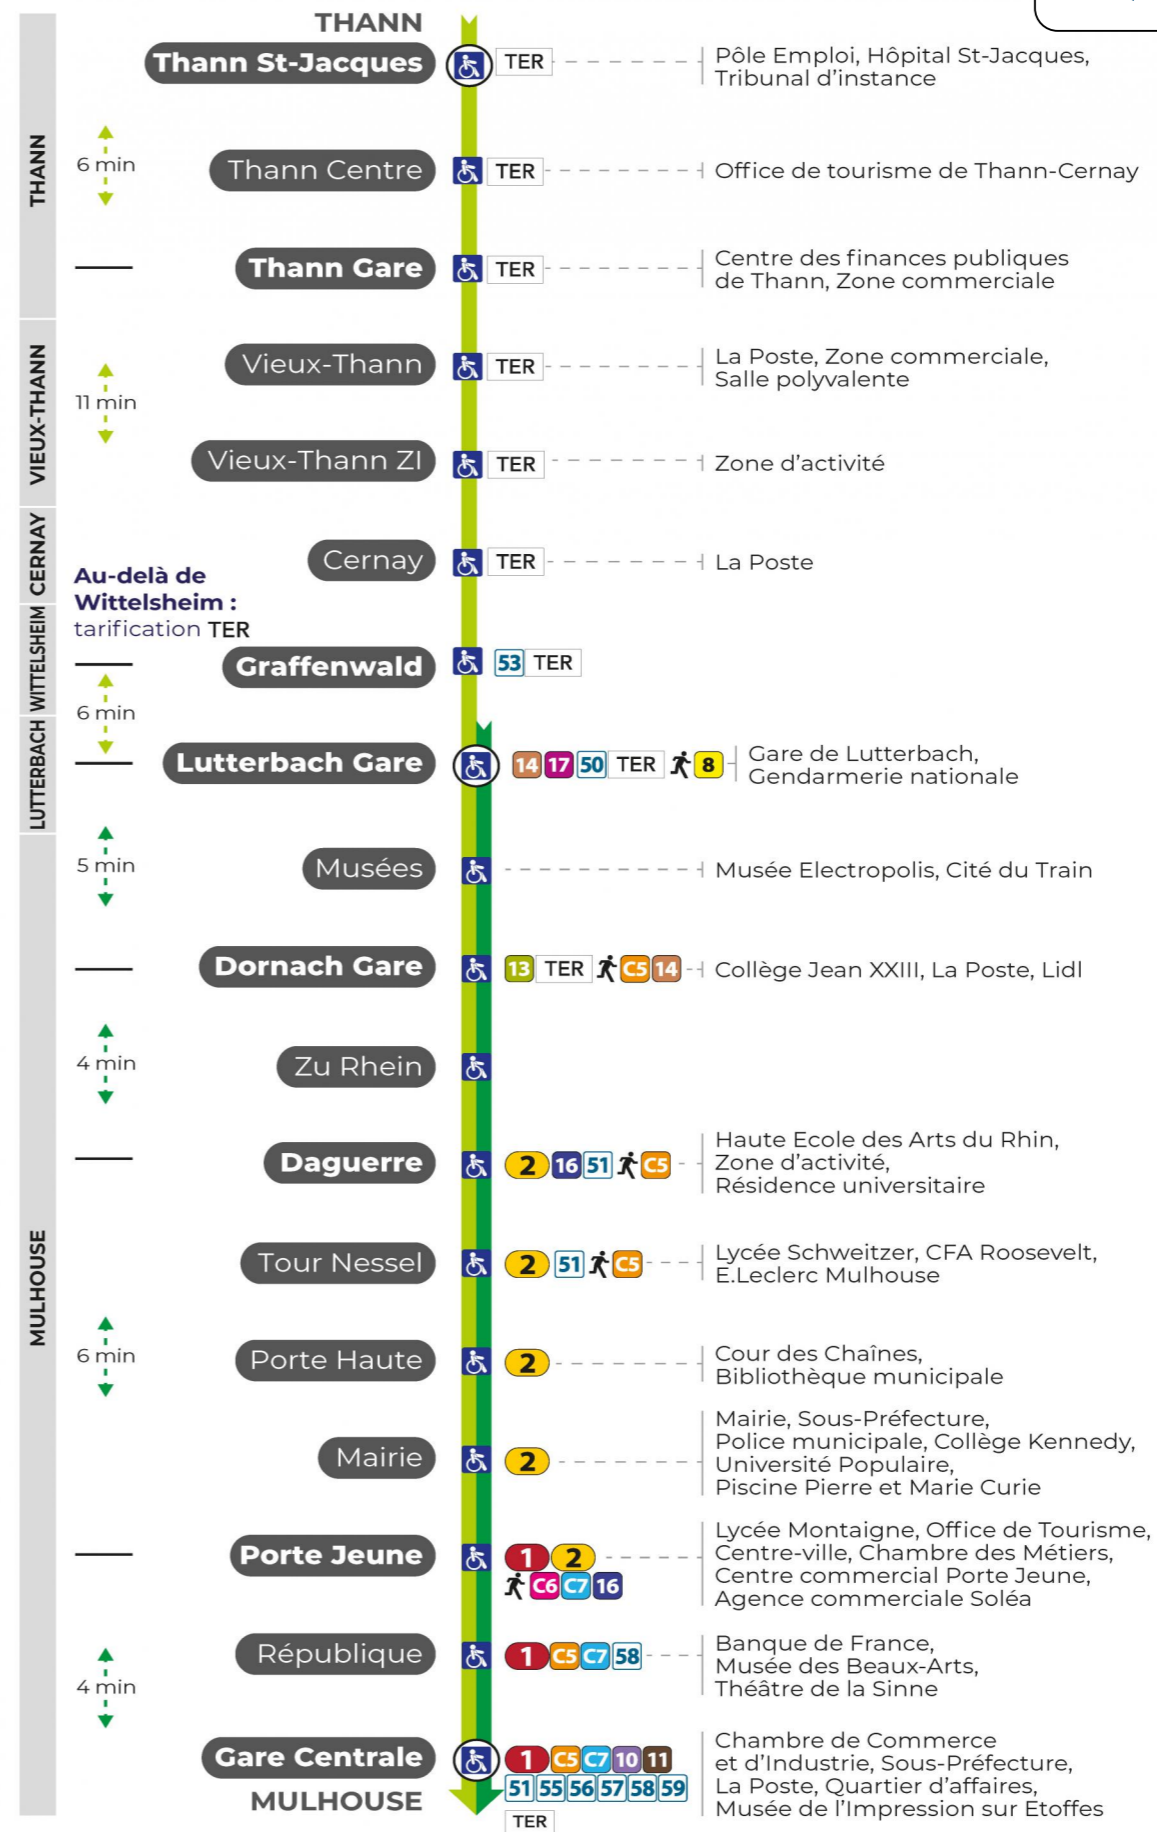 THANN
Thann St-Jacques TER Pôle Emploi, Hôpital St-Jacques,
Tribunal d'instance
THANN
6 min
Thann Centre TER Office de tourisme de Thann-Cernay
Thann Gare TER Centre des finances publiques
de Thann, Zone commerciale
VIEUX-THANN
Vieux-Thann TER La Poste, Zone commerciale,
Salle polyvalente
11 min
Vieux-Thann ZI TER Zone d'activité
CERNAY
Cernay TER La Poste
Au-delà de
Wittelsheim :
tarification TER
WITTELSHEIM
Graffenwald 53 TER
6 min
LUTTERBACH
Lutterbach Gare 14 17 50 TER 8 Gare de Lutterbach,
Gendarmerie nationale
5 min
Musées Musée Electropolis, Cité du Train
Dornach Gare 13 TER C5 14 Collège Jean XXIII, La Poste, Lidl
4 min
Zu Rhein
Daguerre 2 16 51 C5 Haute Ecole des Arts du Rhin,
Zone d'activité,
Résidence universitaire
MULHOUSE
Tour Nessel 2 51 C5 Lycée Schweitzer, CFA Roosevelt,
E.Leclerc Mulhouse
6 min
Porte Haute 2 Cour des Chaînes,
Bibliothèque municipale
Mairie 2 Mairie, Sous-Préfecture,
Police municipale, Collège Kennedy,
Université Populaire,
Piscine Pierre et Marie Curie
Porte Jeune 1 2 Lycée Montaigne, Office de Tourisme,
Centre-ville, Chambre des Métiers,
C6 C7 16 Centre commercial Porte Jeune,
Agence commerciale Soléa
République 1 C5 C7 58 Banque de France,
Musée des Beaux-Arts,
Théâtre de la Sinne
4 min
Gare Centrale 1 C5 C7 10 11 Chambre de Commerce
et d'Industrie, Sous-Préfecture,
51 55 56 57 58 59 La Poste, Quartier d'affaires,
Musée de l'Impression sur Etoffes
MULHOUSE
TER